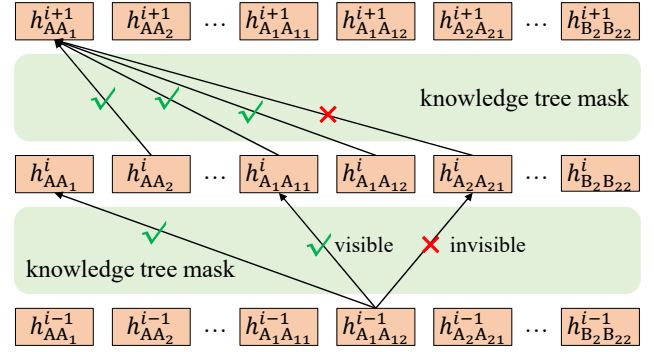 h^{i+1}_{AA_1} h^{i+1}_{AA_2} ... h^{i+1}_{A_1A_{11}} h^{i+1}_{A_1A_{12}} h^{i+1}_{A_2A_{21}} ... h^{i+1}_{B_2B_{22}}
knowledge tree mask
h^{i}_{AA_1} h^{i}_{AA_2} ... h^{i}_{A_1A_{11}} h^{i}_{A_1A_{12}} h^{i}_{A_2A_{21}} ... h^{i}_{B_2B_{22}}
visible invisible
knowledge tree mask
h^{i-1}_{AA_1} h^{i-1}_{AA_2} ... h^{i-1}_{A_1A_{11}} h^{i-1}_{A_1A_{12}} h^{i-1}_{A_2A_{21}} ... h^{i-1}_{B_2B_{22}}